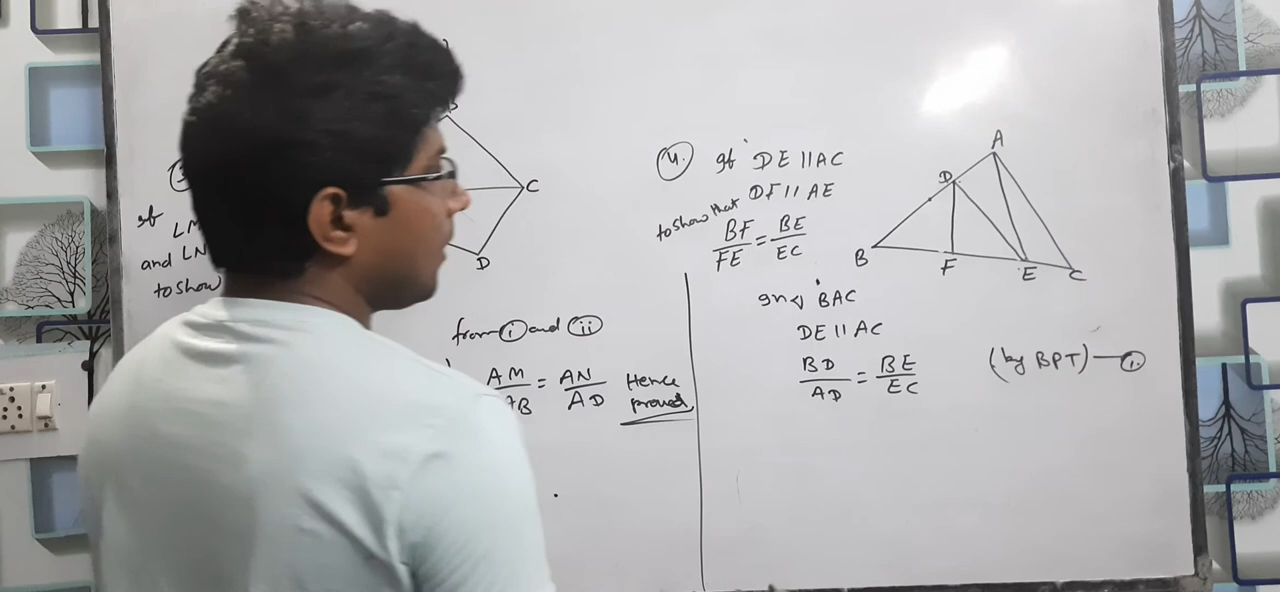 B
C
D
If
LM
and LN
to show
from (i) and (ii)
AM = AN Hence
B AD proved
(4.) If DE || AC
DF || AE
to show that
BF = BE
FE EC
A
D
B
F
E
C
In < BAC
DE || AC
BD = BE (by BPT) — (i)
AD EC